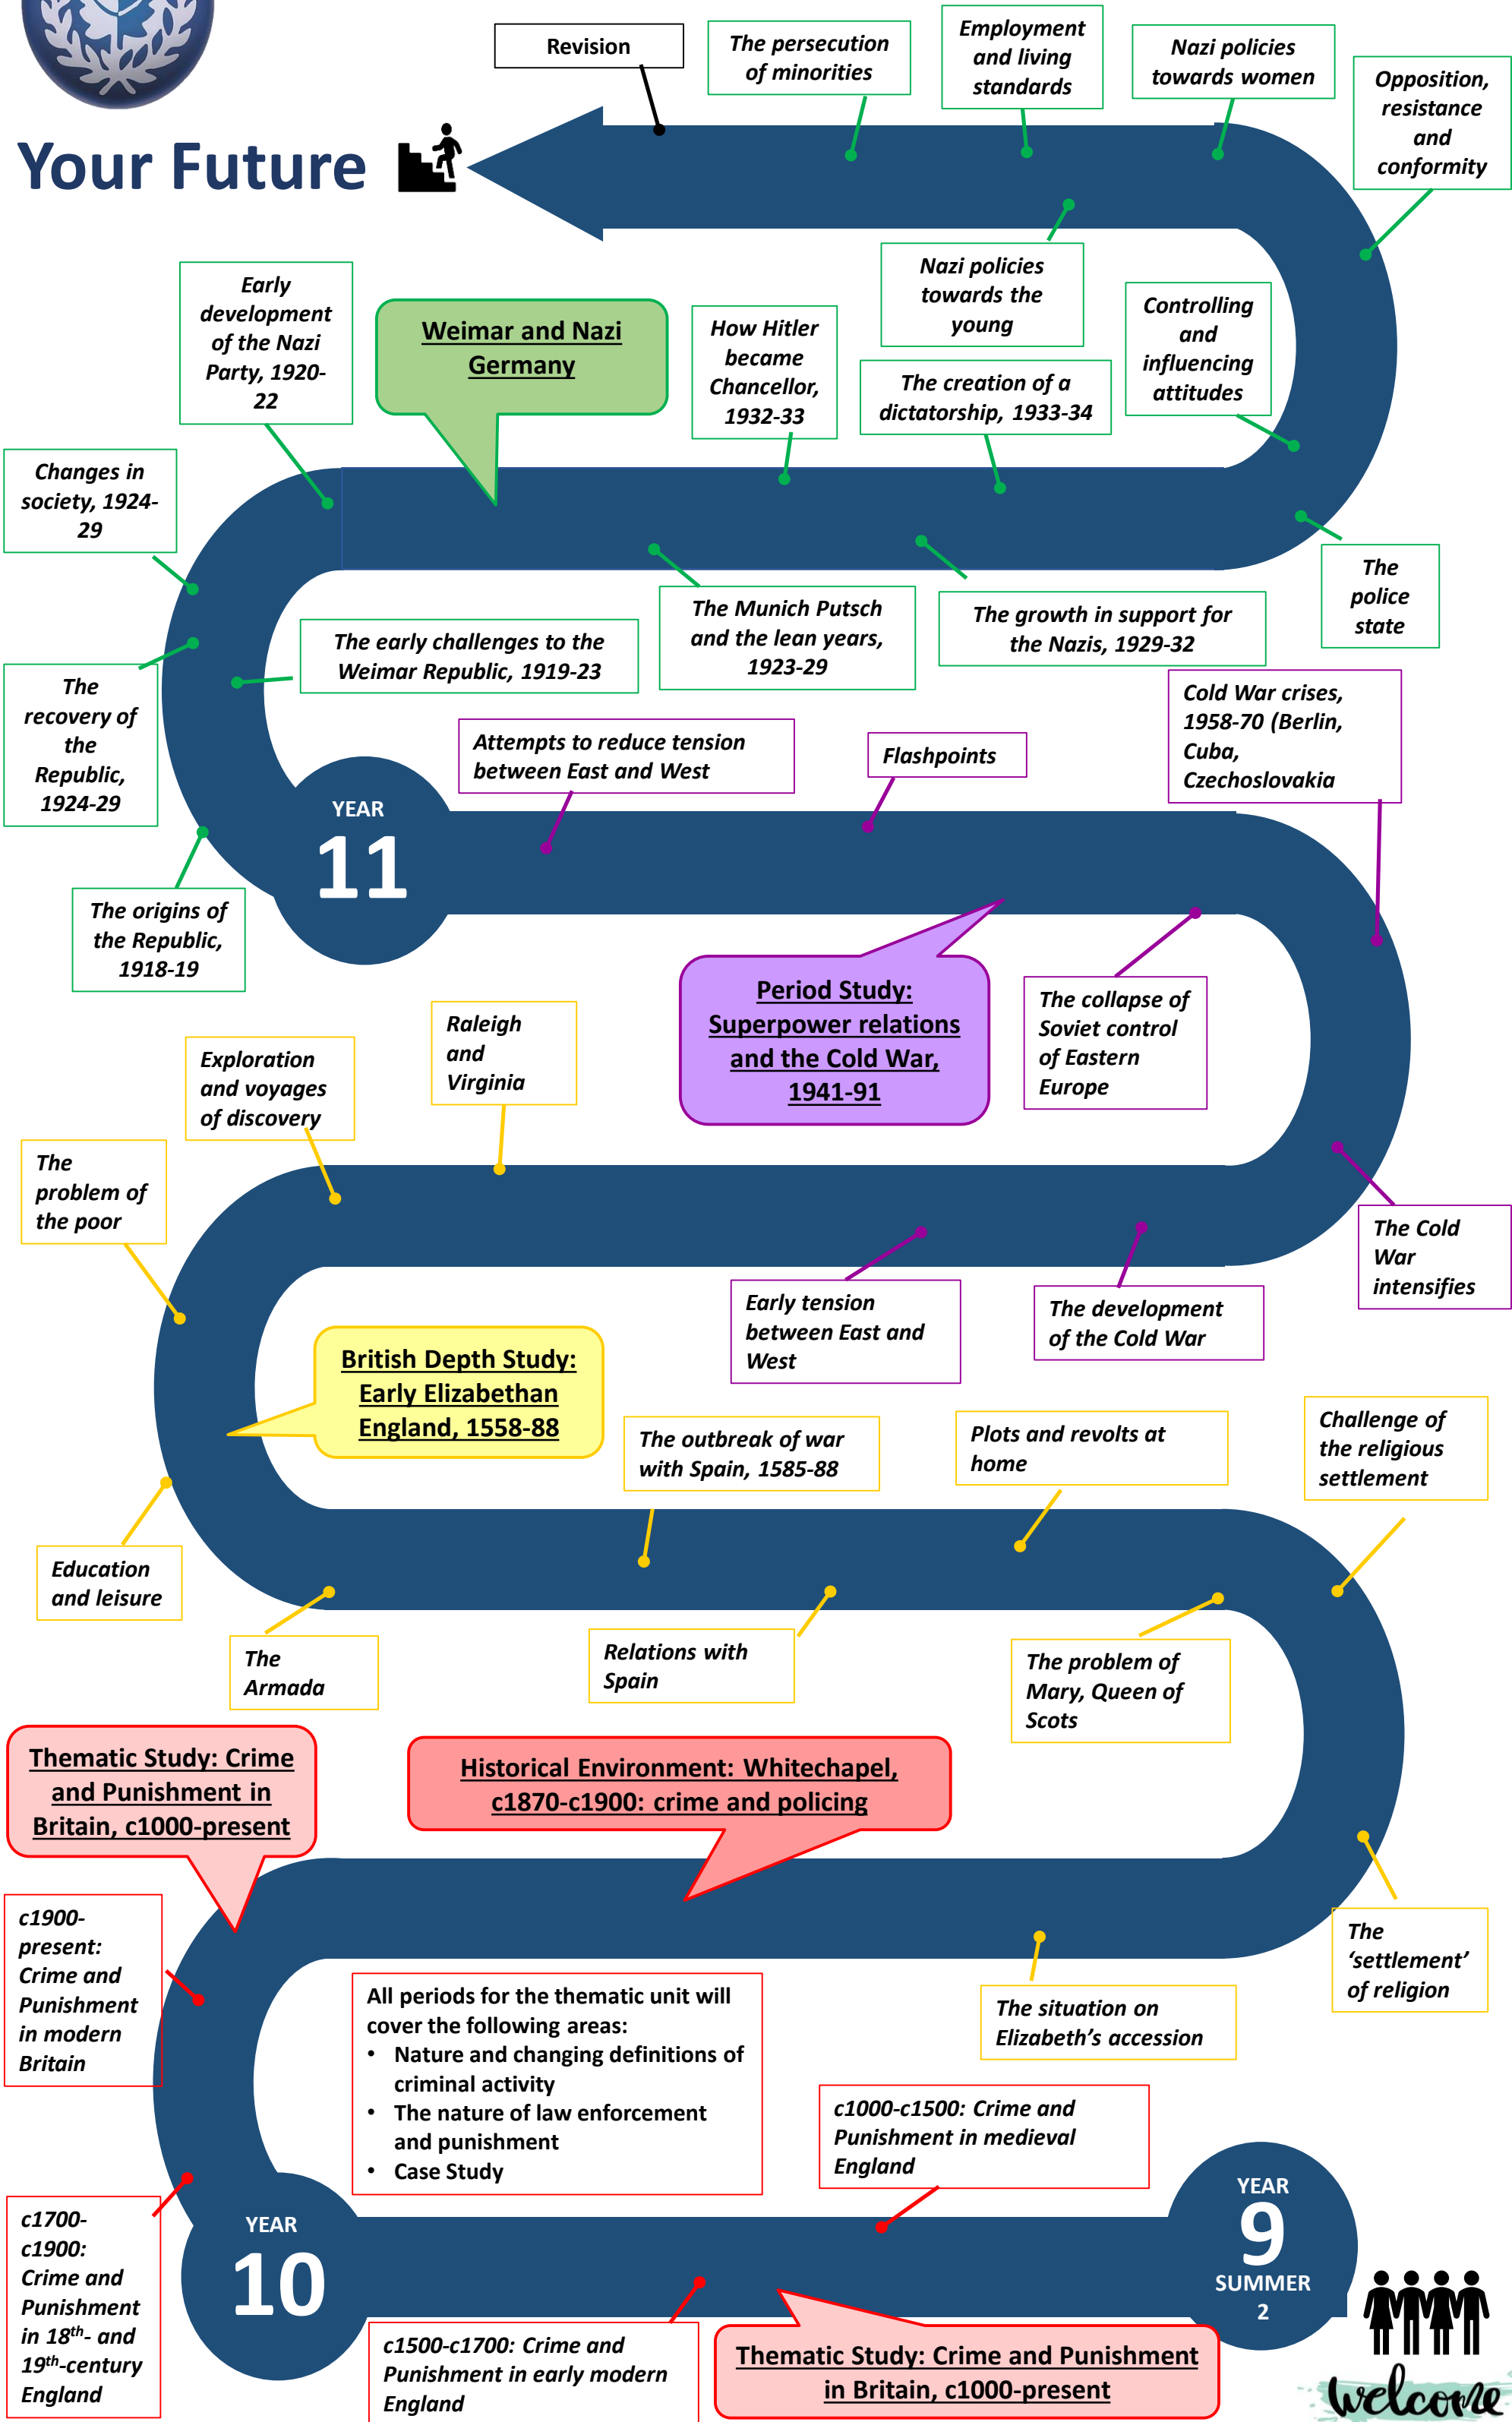 Revision
The persecution
of minorities
Employment
and living
standards
Nazi policies
towards women
Opposition,
resistance
and
conformity
Your Future
Nazi policies
towards the
young
Early
development
of the Nazi
Party, 1920-
22
Weimar and Nazi
Germany
How Hitler
became
Chancellor,
1932-33
The creation of a
dictatorship, 1933-34
Controlling
and
influencing
attitudes
Changes in
society, 1924-
29
The
police
state
The Munich Putsch
and the lean years,
1923-29
The growth in support for
the Nazis, 1929-32
The early challenges to the
Weimar Republic, 1919-23
The
recovery of
the
Republic,
1924-29
Attempts to reduce tension
between East and West
Flashpoints
Cold War crises,
1958-70 (Berlin,
Cuba,
Czechoslovakia
YEAR
11
The origins of
the Republic,
1918-19
Period Study:
Superpower relations
and the Cold War,
1941-91
The collapse of
Soviet control
of Eastern
Europe
Raleigh
and
Virginia
Exploration
and voyages
of discovery
The
problem of
the poor
The Cold
War
intensifies
Early tension
between East and
West
The development
of the Cold War
British Depth Study:
Early Elizabethan
England, 1558-88
The outbreak of war
with Spain, 1585-88
Plots and revolts at
home
Challenge of
the religious
settlement
Education
and leisure
The
Armada
Relations with
Spain
The problem of
Mary, Queen of
Scots
Thematic Study: Crime
and Punishment in
Britain, c1000-present
Historical Environment: Whitechapel,
c1870-c1900: crime and policing
c1900-
present:
Crime and
Punishment
in modern
Britain
The
‘settlement’
of religion
All periods for the thematic unit will
cover the following areas:
• Nature and changing definitions of
criminal activity
• The nature of law enforcement
and punishment
• Case Study
The situation on
Elizabeth’s accession
c1000-c1500: Crime and
Punishment in medieval
England
YEAR
9
SUMMER
2
YEAR
10
c1700-
c1900:
Crime and
Punishment
in 18th- and
19th-century
England
c1500-c1700: Crime and
Punishment in early modern
England
Thematic Study: Crime and Punishment
in Britain, c1000-present
welcome